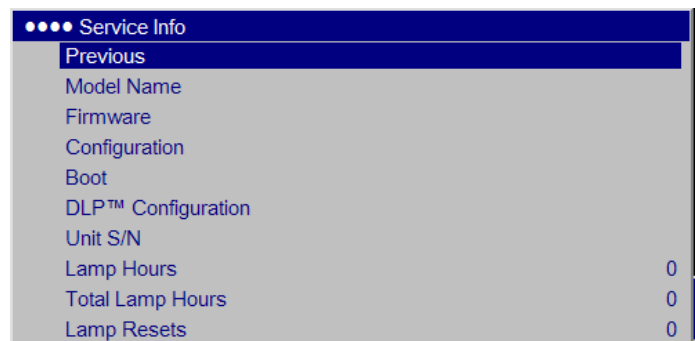 ●●●● Service Info
Previous
Model Name
Firmware
Configuration
Boot
DLP™ Configuration
Unit S/N
Lamp Hours 0
Total Lamp Hours 0
Lamp Resets 0